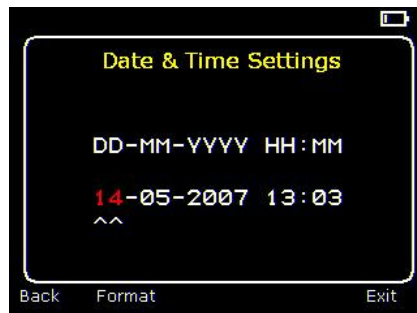 Date & Time Settings
DD-MM-YYYY HH:MM
14-05-2007 13:03
^^
Back Format Exit